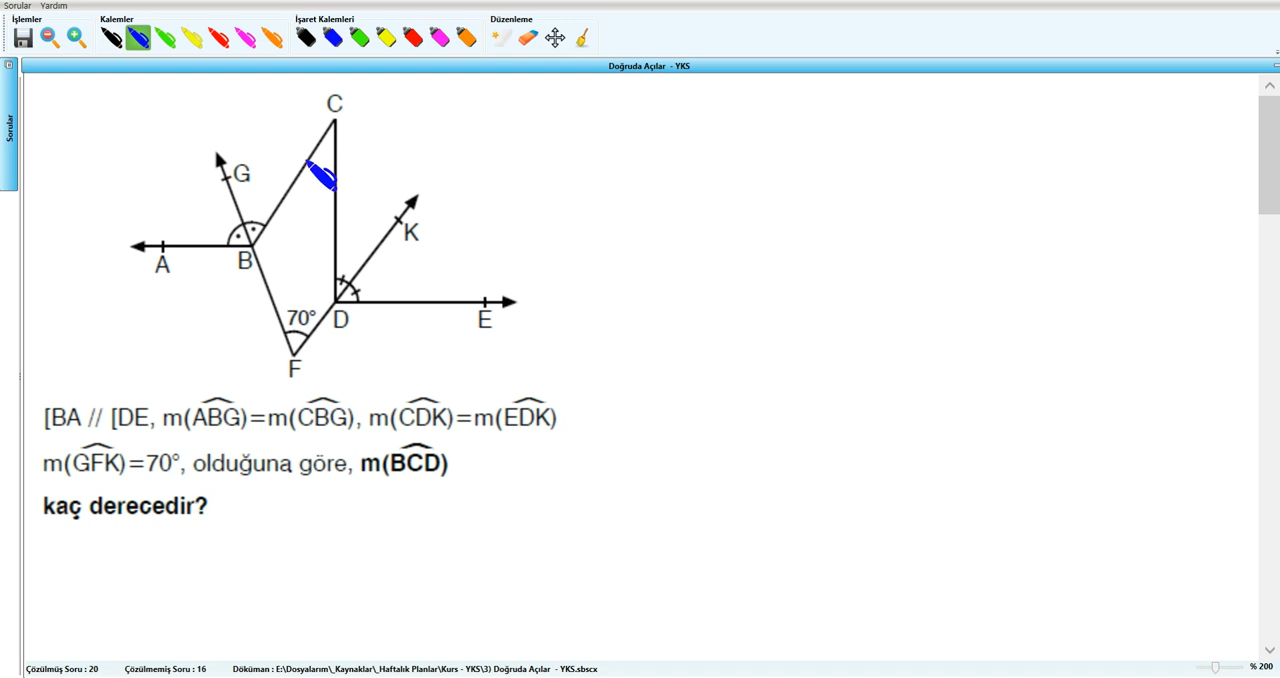 Sorular Yardım
İşlemler Kalemler İşaret Kalemleri Düzenleme
Doğruda Açılar - YKS
Sorular
C
G
K
A B
70° D E
F
[BA // [DE, m(ABG)=m(CBG), m(CDK)=m(EDK)
m(GFK)=70°, olduğuna göre, m(BCD)
kaç derecedir?
Çözülmüş Soru : 20 Çözülmemiş Soru : 16 Döküman : E:\Dosyalarım\_Kaynaklar\_Haftalık Planlar\Kurs - YKS\3) Doğruda Açılar - YKS.sbscx % 200